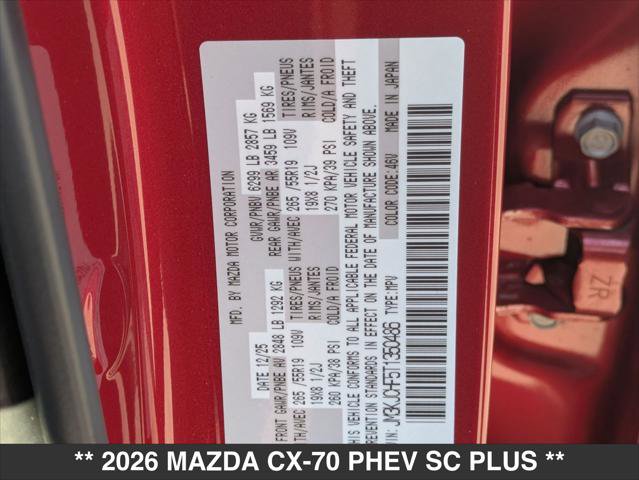 MFD. BY MAZDA MOTOR CORPORATION
DATE 12/25 GVWR/PNBV 6299 LB 2857 KG
FRONT GAWR/PNBE AV 2848 LB 1292 KG REAR GAWR/PNBE AR 3459 LB 1569 KG
TH/AVEC 265 /55R19 109V TIRES/PNEUS WITH/AVEC 265 /55R19 109V TIRES/PNEUS
19X8 1/2J RIMS/JANTES 19X8 1/2J RIMS/JANTES
260 KPA/38 PSI COLD/A FROID 270 KPA/39 PSI COLD/A FROID
THIS VEHICLE CONFORMS TO ALL APPLICABLE FEDERAL MOTOR VEHICLE SAFETY AND THEFT
PREVENTION STANDARDS IN EFFECT ON THE DATE OF MANUFACTURE SHOWN ABOVE.
VIN: JM3KJCHF5T1350486 TYPE:MPV COLOR CODE:46V MADE IN JAPAN
ZR
** 2026 MAZDA CX-70 PHEV SC PLUS **